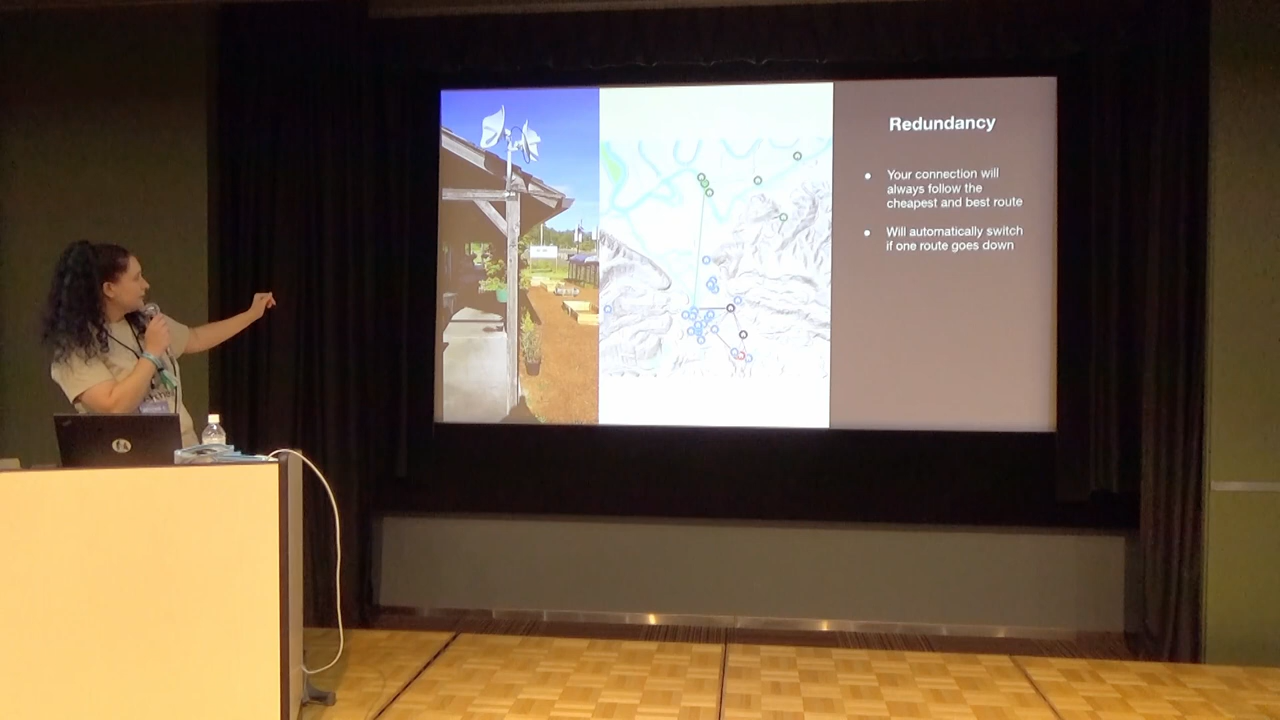 Redundancy
● Your connection will
always follow the
cheapest and best route
● Will automatically switch
if one route goes down